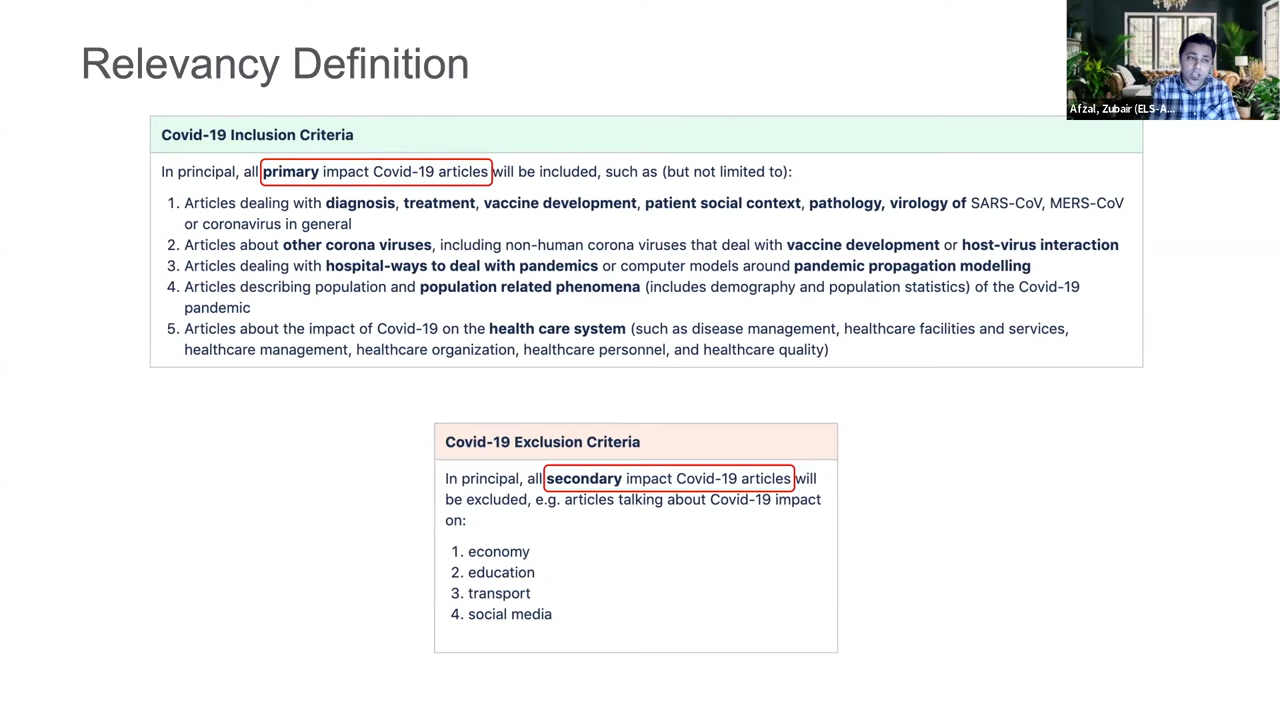 Relevancy Definition
Afzal, Zubair (ELS-A...
Covid-19 Inclusion Criteria
In principal, all primary impact Covid-19 articles will be included, such as (but not limited to):
1. Articles dealing with diagnosis, treatment, vaccine development, patient social context, pathology, virology of SARS-CoV, MERS-CoV
or coronavirus in general
2. Articles about other corona viruses, including non-human corona viruses that deal with vaccine development or host-virus interaction
3. Articles dealing with hospital-ways to deal with pandemics or computer models around pandemic propagation modelling
4. Articles describing population and population related phenomena (includes demography and population statistics) of the Covid-19
pandemic
5. Articles about the impact of Covid-19 on the health care system (such as disease management, healthcare facilities and services,
healthcare management, healthcare organization, healthcare personnel, and healthcare quality)
Covid-19 Exclusion Criteria
In principal, all secondary impact Covid-19 articles will
be excluded, e.g. articles talking about Covid-19 impact
on:
1. economy
2. education
3. transport
4. social media